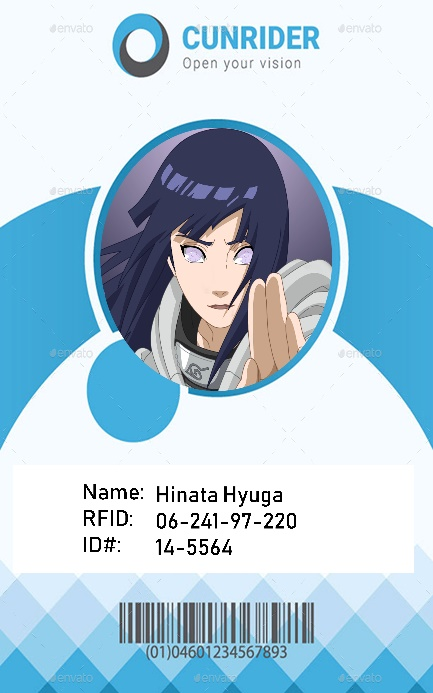 CUNRIDER
Open your vision
Name: Hinata Hyuga
RFID: 06-241-97-220
ID#: 14-5564
(01)04601234567893